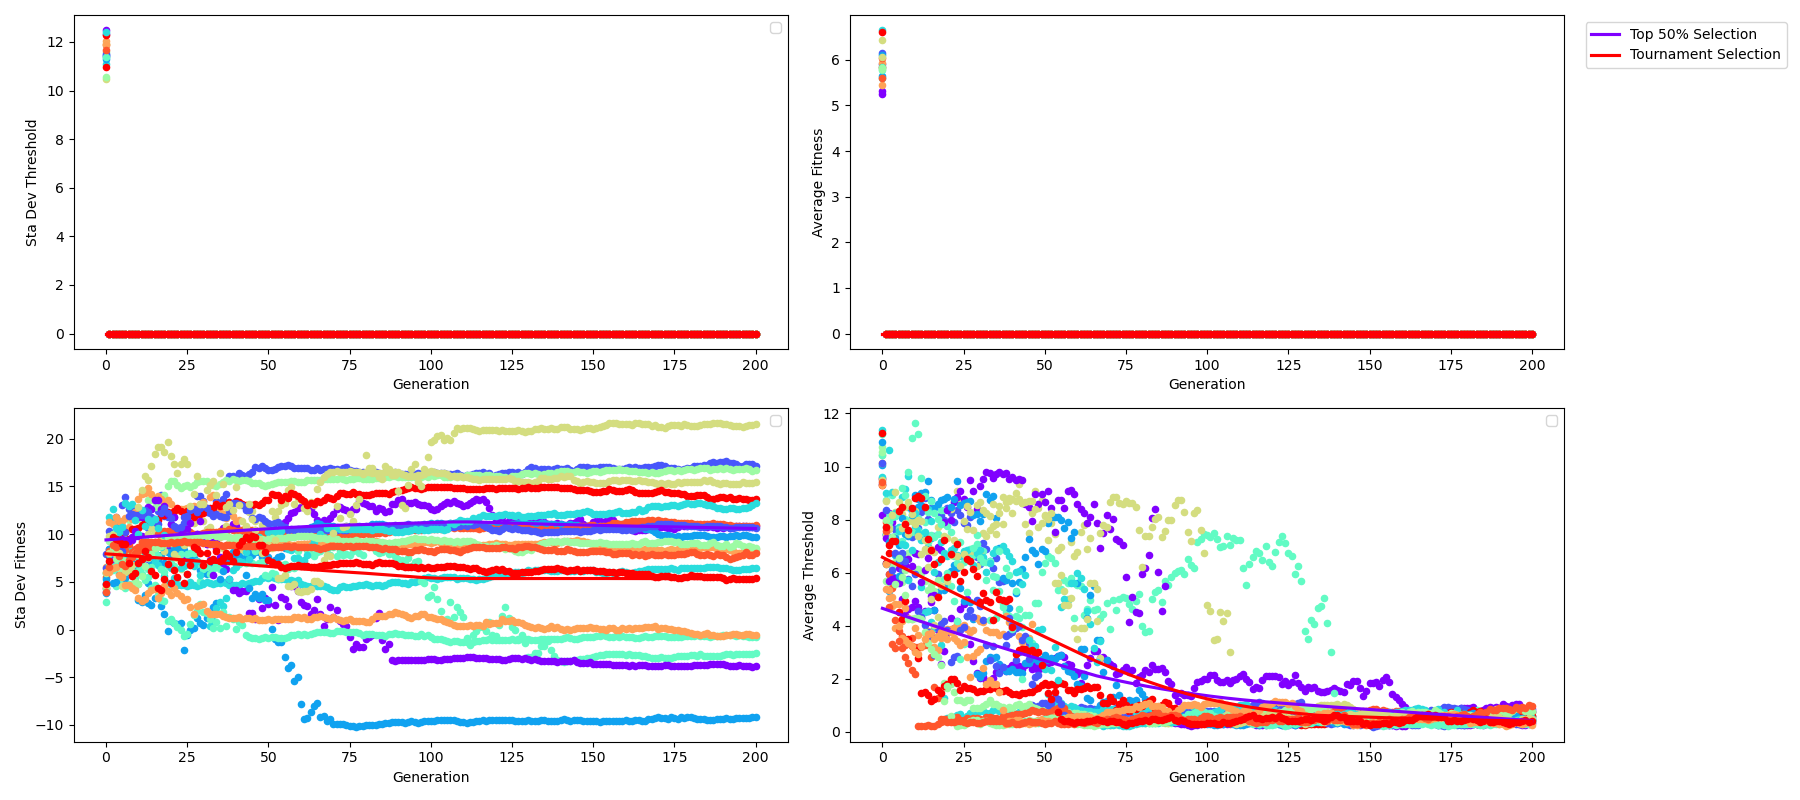 12
10
8
6
4
2
0
Sta Dev Threshold
0 25 50 75 100 125 150 175 200
Generation
6
5
4
3
2
1
0
Average Fitness
0 25 50 75 100 125 150 175 200
Generation
Top 50% Selection
Tournament Selection
20
15
10
5
0
−5
−10
Sta Dev Fitness
0 25 50 75 100 125 150 175 200
Generation
12
10
8
6
4
2
0
Average Threshold
0 25 50 75 100 125 150 175 200
Generation